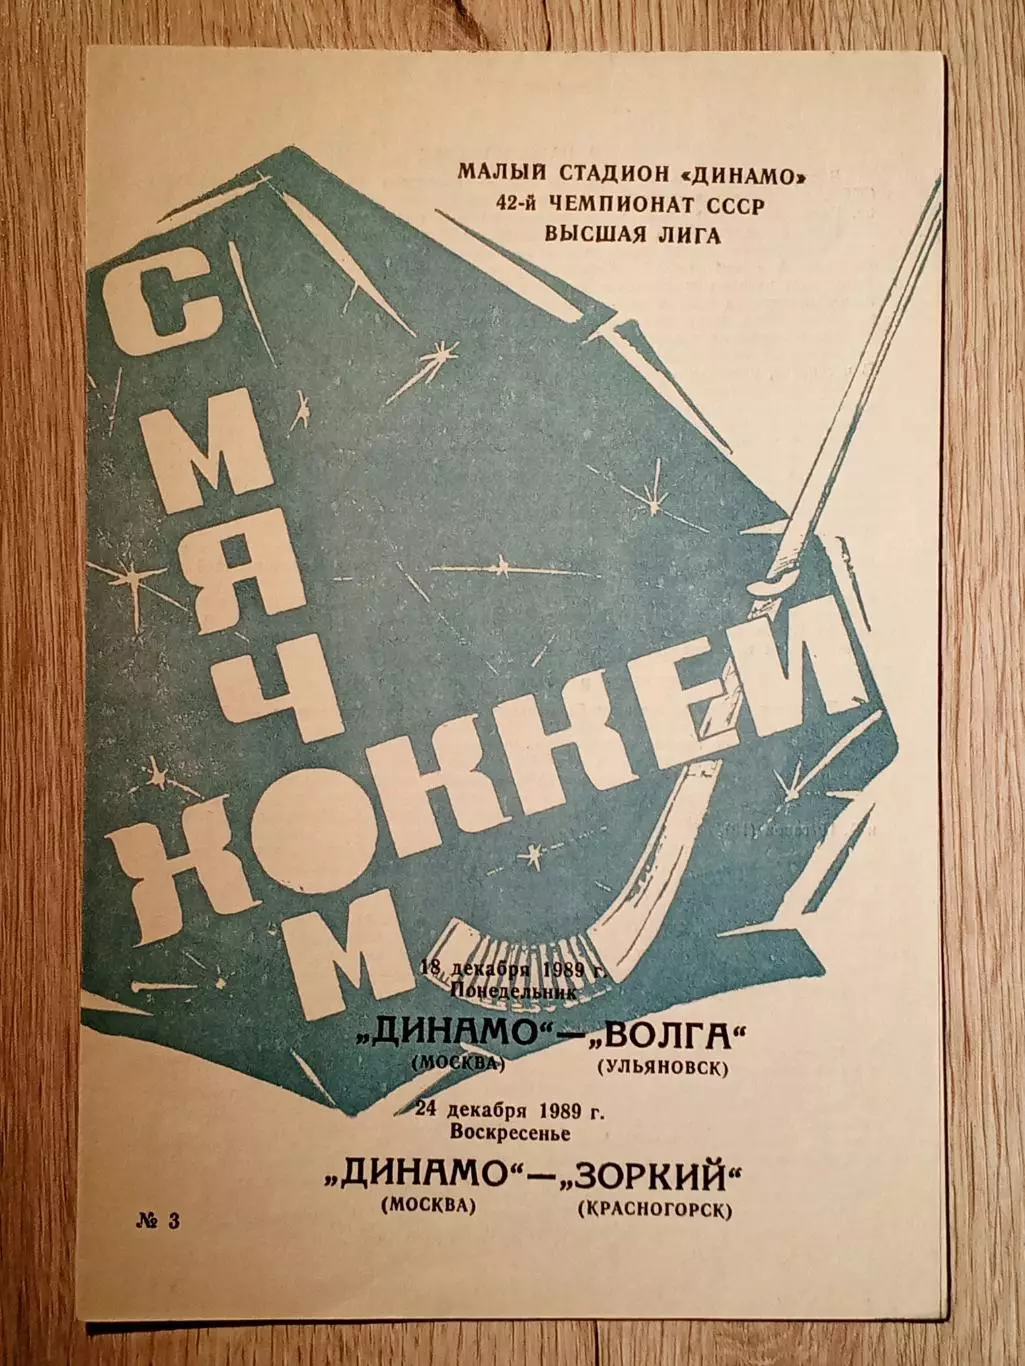 МАЛЫЙ СТАДИОН «ДИНАМО»
42-й ЧЕМПИОНАТ СССР
ВЫСШАЯ ЛИГА
ХОККЕЙ
С МЯЧОМ
18 декабря 1989 г.
Понедельник
„ДИНАМО“—„ВОЛГА“
(МОСКВА) (УЛЬЯНОВСК)
24 декабря 1989 г.
Воскресенье
„ДИНАМО“—„ЗОРКИЙ“
(МОСКВА) (КРАСНОГОРСК)
№ 3